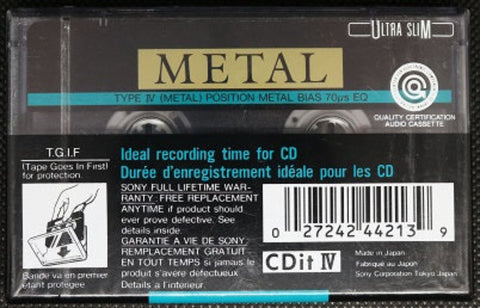 ULTRA SLIM
METAL
TYPE IV (METAL) POSITION METAL BIAS 70µs EQ
QUALITY CERTIFICATION
AUDIO CASSETTE
T.G.I.F
(Tape Goes In First)
for protection.
Bande va en premier
étant protegée
Ideal recording time for CD
Durée d'enregistrement idéale pour les CD
SONY FULL LIFETIME WAR-
RANTY: FREE REPLACEMENT
ANYTIME if product should
ever prove defective. See
details inside.
GARANTIE A VIE DE SONY:
REMPLACEMENT GRATUIT
EN TOUT TEMPS si jamais le
produit s'avère defectueux.
Details a l'interieur
0 27242 44213 9
CDit IV
Made in Japan
Fabriqué au Japon
Sony Corporation Tokyo Japan